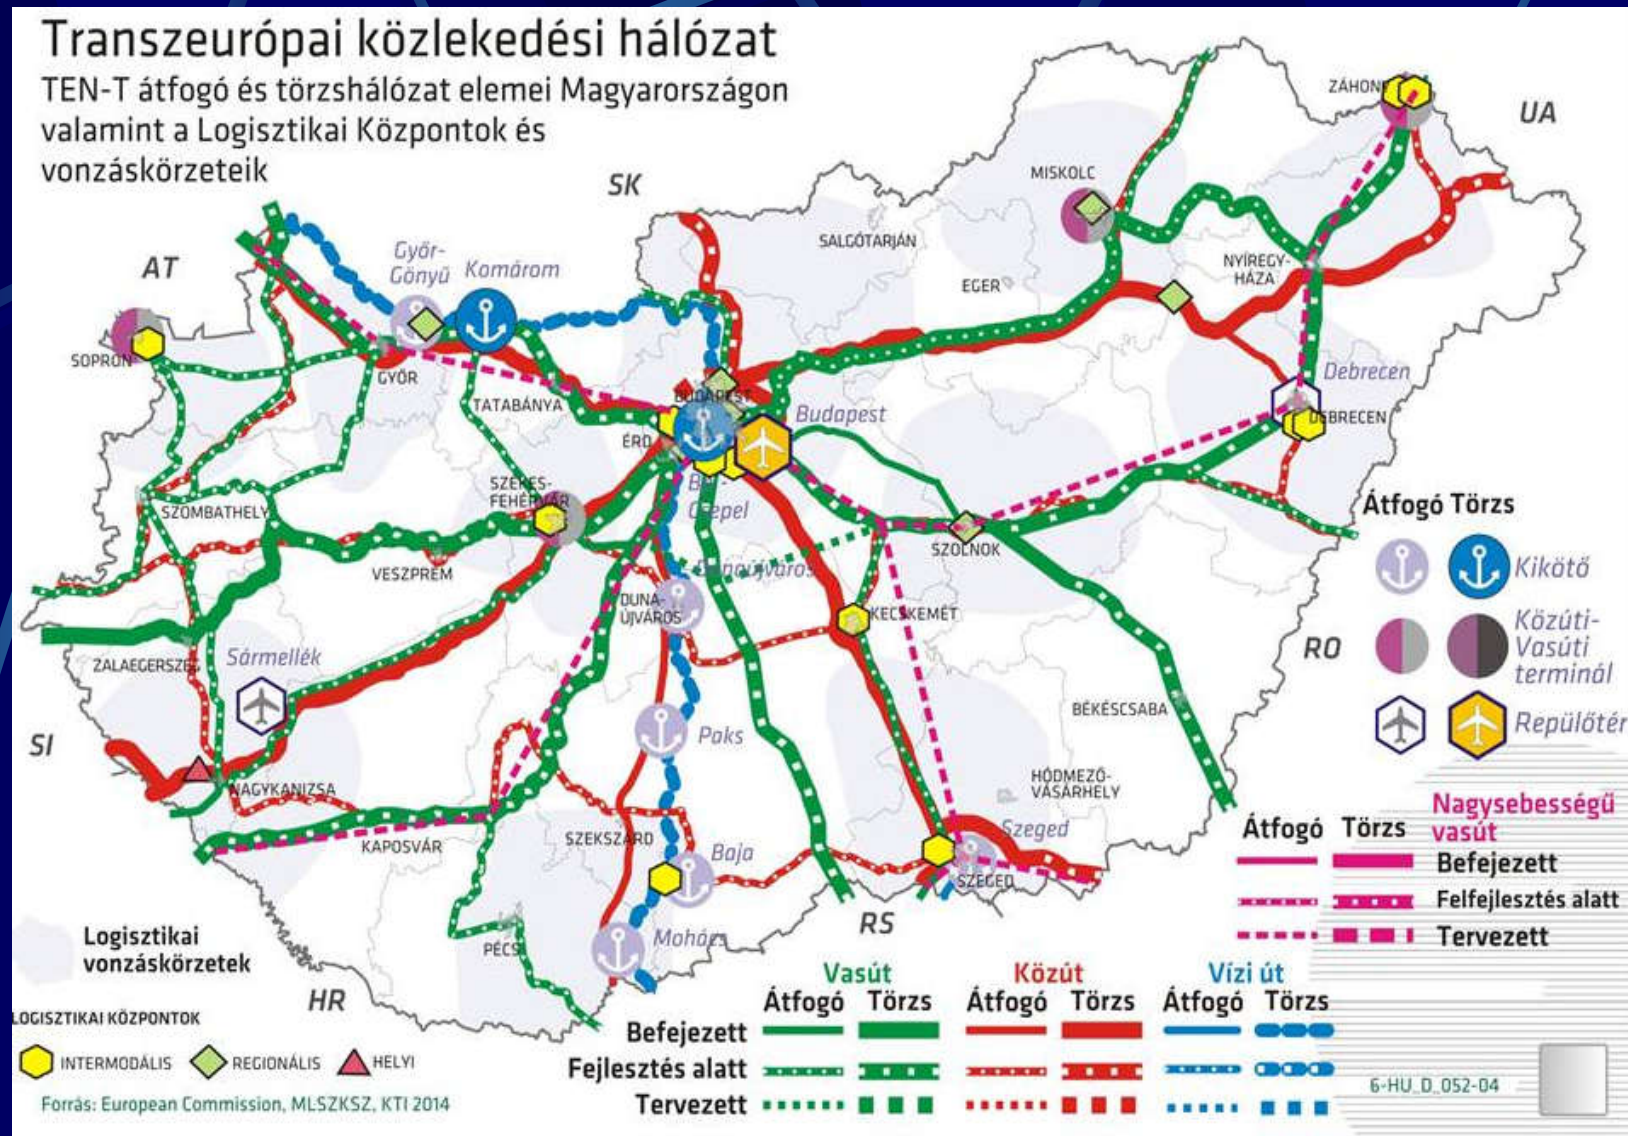 Transzeurópai közlekedési hálózat
TEN-T átfogó és törzshálózat elemei Magyarországon
valamint a Logisztikai Központok és
vonzáskörzeteik
SK
AT
UA
RO
SI
HR
RS
ZÁHONY
MISKOLC
SALGÓTARJÁN
EGER
NYÍREGY-
HÁZA
Győr-
Gönyű
Komárom
SOPRON
GYŐR
TATABÁNYA
BUDAPEST
Budapest
ÉRD
Debrecen
DEBRECEN
SZÉKES-
FEHÉRVÁR
Csepel
SZOMBATHELY
SZOLNOK
VESZPRÉM
Dunaújváros
DUNA-
ÚJVÁROS
KECSKEMÉT
ZALAEGERSZEG
Sármellék
BÉKÉSCSABA
Paks
NAGYKANIZSA
HÓDMEZŐ-
VÁSÁRHELY
KAPOSVÁR
SZEKSZÁRD
Szeged
SZEGED
Baja
PÉCS
Mohács
Átfogó Törzs
Kikötő
Közúti-
Vasúti
terminál
Repülőtér
Nagysebességű
vasút
Átfogó Törzs
Befejezett
Felfejlesztés alatt
Tervezett
Logisztikai
vonzáskörzetek
LOGISZTIKAI KÖZPONTOK
INTERMODÁLIS REGIONÁLIS HELYI
Vasút Közút Vízi út
Átfogó Törzs Átfogó Törzs Átfogó Törzs
Befejezett
Fejlesztés alatt
Tervezett
Forrás: European Commission, MLSZKSZ, KTI 2014
6-HU_D_052-04